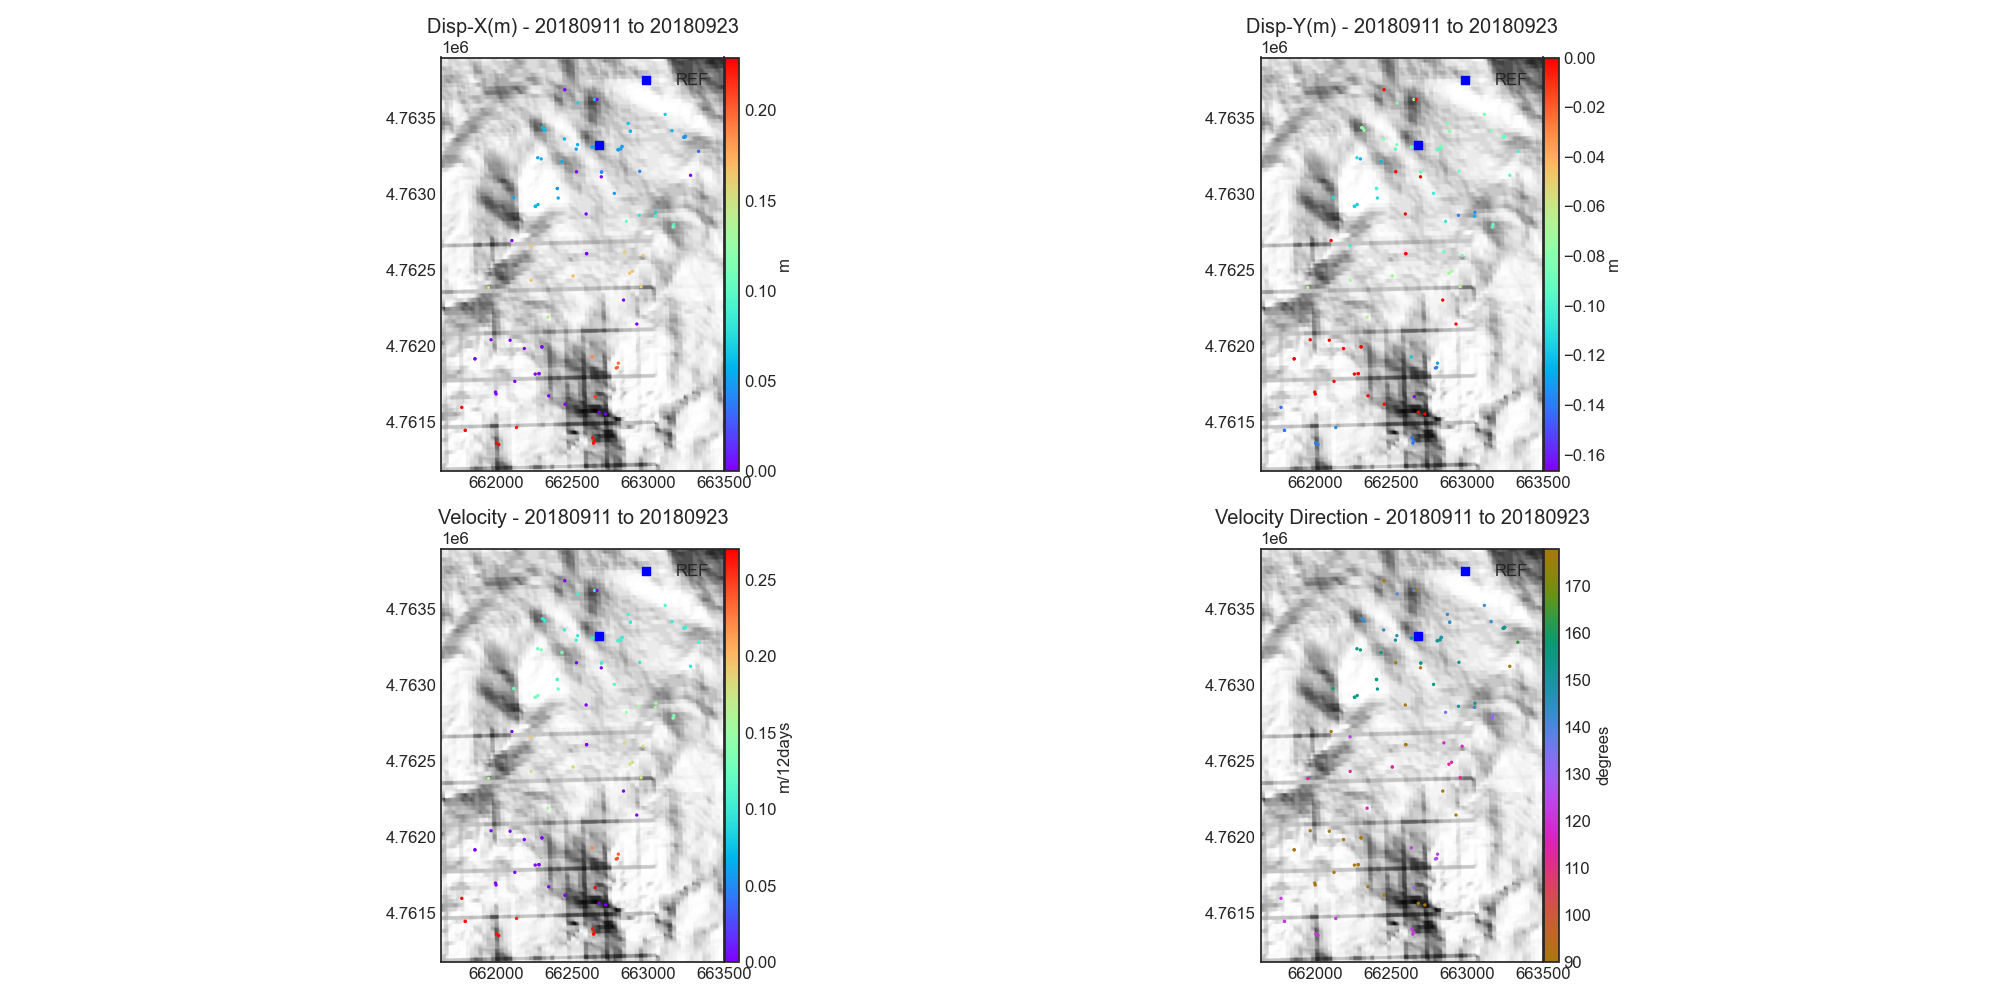 Disp-X(m) - 20180911 to 20180923
1e6
REF
4.7635
4.7630
4.7625
4.7620
4.7615
662000 662500 663000 663500
0.20
0.15
0.10
0.05
0.00
m
Disp-Y(m) - 20180911 to 20180923
1e6
REF
4.7635
4.7630
4.7625
4.7620
4.7615
662000 662500 663000 663500
0.00
−0.02
−0.04
−0.06
−0.08
−0.10
−0.12
−0.14
−0.16
m
Velocity - 20180911 to 20180923
1e6
REF
4.7635
4.7630
4.7625
4.7620
4.7615
662000 662500 663000 663500
0.25
0.20
0.15
0.10
0.05
0.00
m/12days
Velocity Direction - 20180911 to 20180923
1e6
REF
4.7635
4.7630
4.7625
4.7620
4.7615
662000 662500 663000 663500
170
160
150
140
130
120
110
100
90
degrees